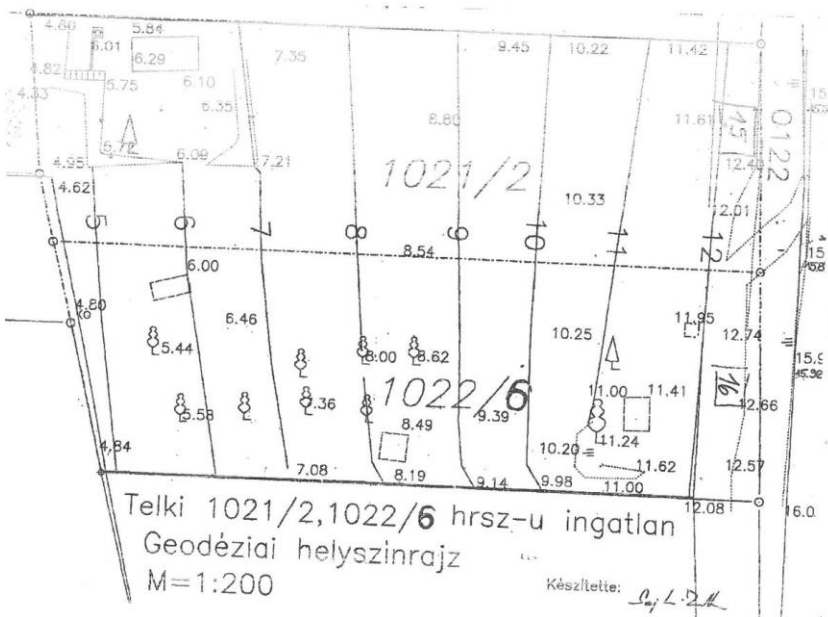 4.80 5.84 9.45 10.22 11.42
6.01 6.29 7.35
4.82 5.75 6.10
4.33 6.35 8.80 11.61 15 0122
4.95 6.09 7.21 12.40
4.62 1021/2 10.33
12.01
5 6 7 8 9 10 11 12
8.54
6.00
4.80 11.95
6.46 10.25 12.74
5.44 8.00 8.62 15.92
1022/6 11.00 11.41 16 12.66
5.58 9.39
8.49 11.24
4.84 10.20 11.62 12.57
7.08 8.19 9.14 9.98 11.00 12.08 16.0
Telki 1021/2,1022/6 hrsz-u ingatlan
Geodéziai helyszinrajz
M=1:200
Készítette: